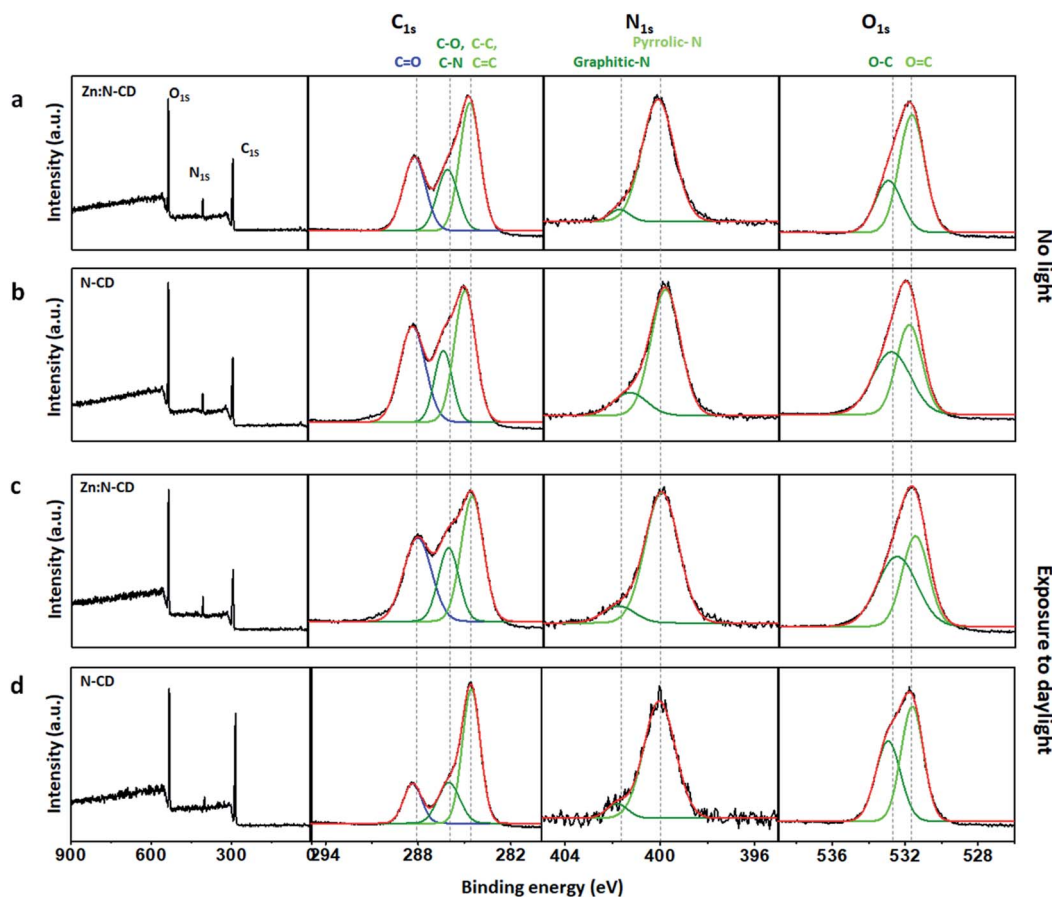 C1s
N1s
O1s
C-O, C-C,
Pyrrolic- N
C=O C-N C=C
Graphitic-N
O-C O=C
a
Zn:N-CD
O1S
N1S
C1S
Intensity (a.u.)
No light
b
N-CD
Intensity (a.u.)
c
Zn:N-CD
Intensity (a.u.)
Exposure to daylight
d
N-CD
Intensity (a.u.)
900 600 300 0 294 288 282 404 400 396 536 532 528
Binding energy (eV)